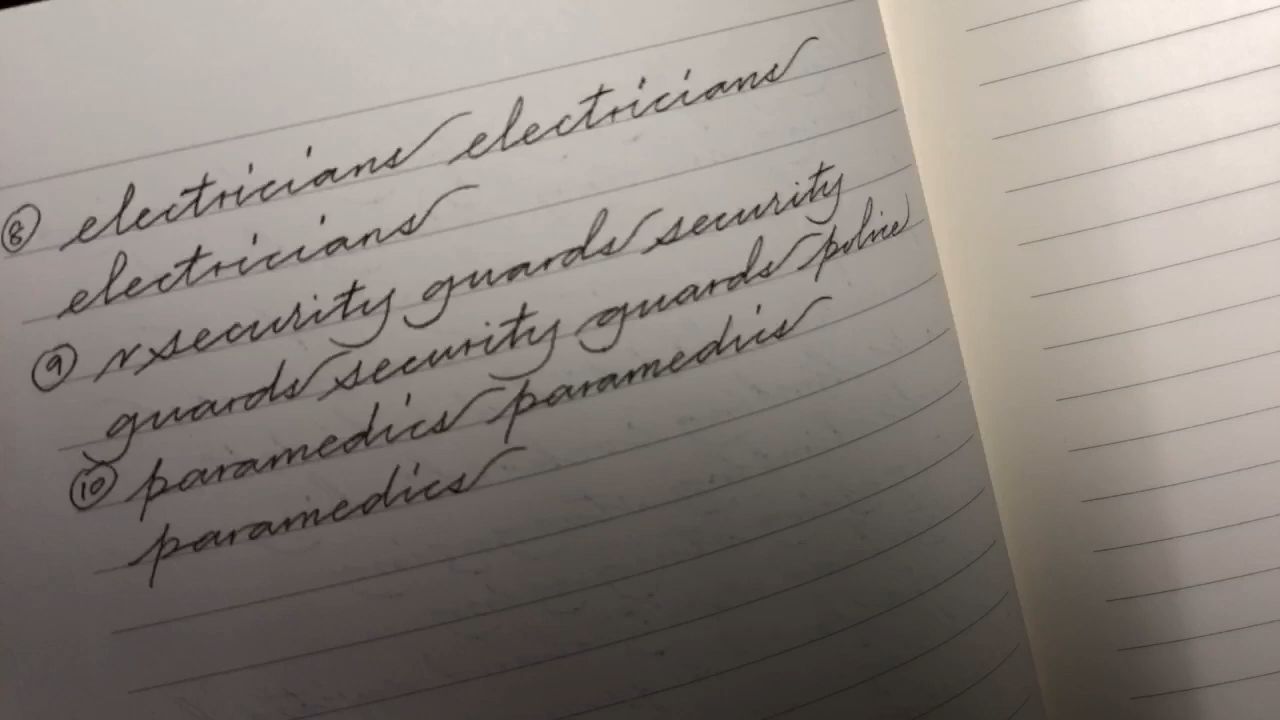 ⑧ electricians electricians
electricians
⑨ security guards security
guards security guards police
⑩ paramedics paramedics
paramedics